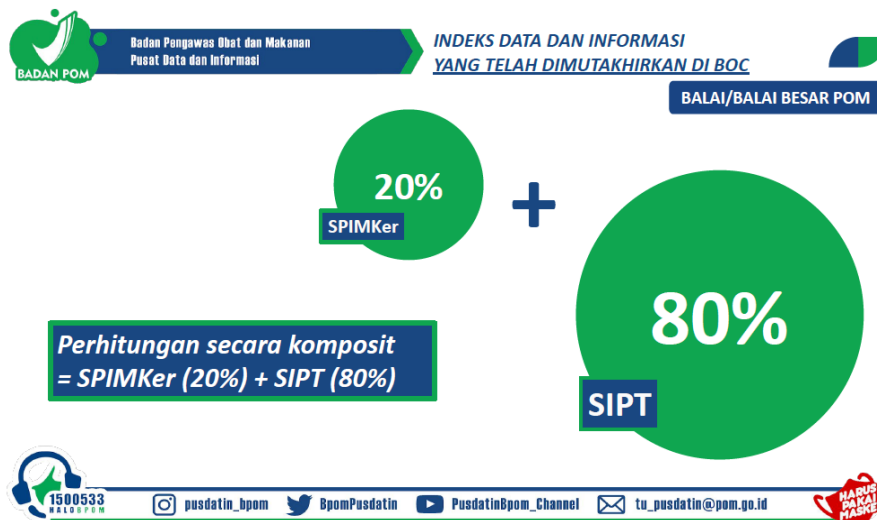 BADAN POM
Badan Pengawas Obat dan Makanan
Pusat Data dan Informasi
INDEKS DATA DAN INFORMASI
YANG TELAH DIMUTAKHIRKAN DI BOC
BALAI/BALAI BESAR POM
20%
SPIMKer
+
80%
SIPT
Perhitungan secara komposit
= SPIMKer (20%) + SIPT (80%)
1500533
HALOBPOM
pusdatin_bpom
BpomPusdatin
PusdatinBpom_Channel
tu_pusdatin@pom.go.id
HARUS
PAKAI
MASKER